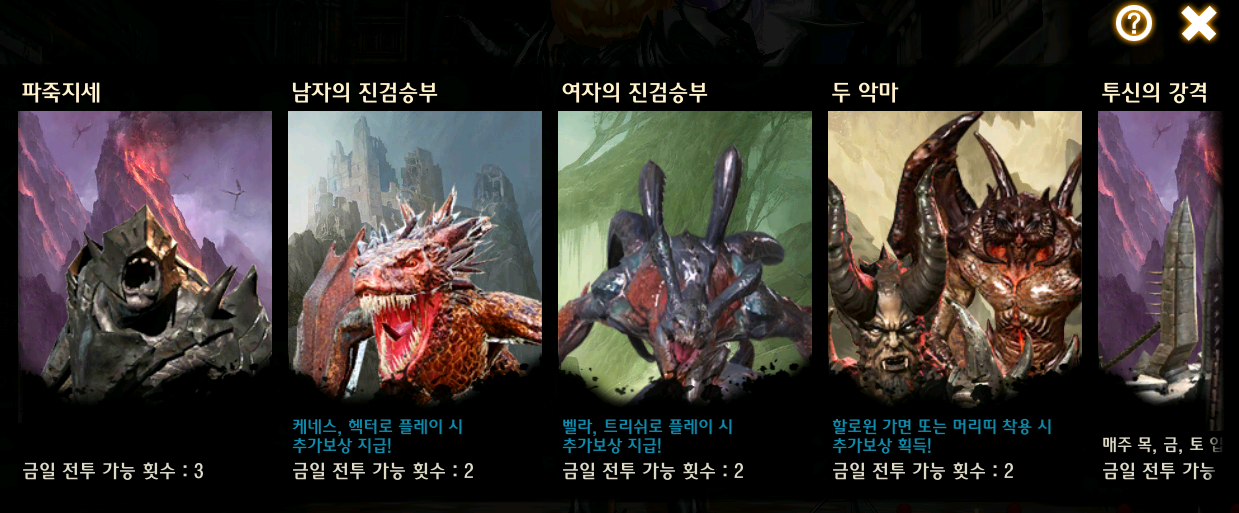 파죽지세
남자의 진검승부
여자의 진검승부
두 악마
투신의 강격
케네스, 헥터로 플레이 시
추가보상 지급!
벨라, 트리쉬로 플레이 시
추가보상 지급!
할로윈 가면 또는 머리띠 착용 시
추가보상 획득!
매주 목, 금, 토 입
금일 전투 가능 횟수 : 3
금일 전투 가능 횟수 : 2
금일 전투 가능 횟수 : 2
금일 전투 가능 횟수 : 2
금일 전투 가능